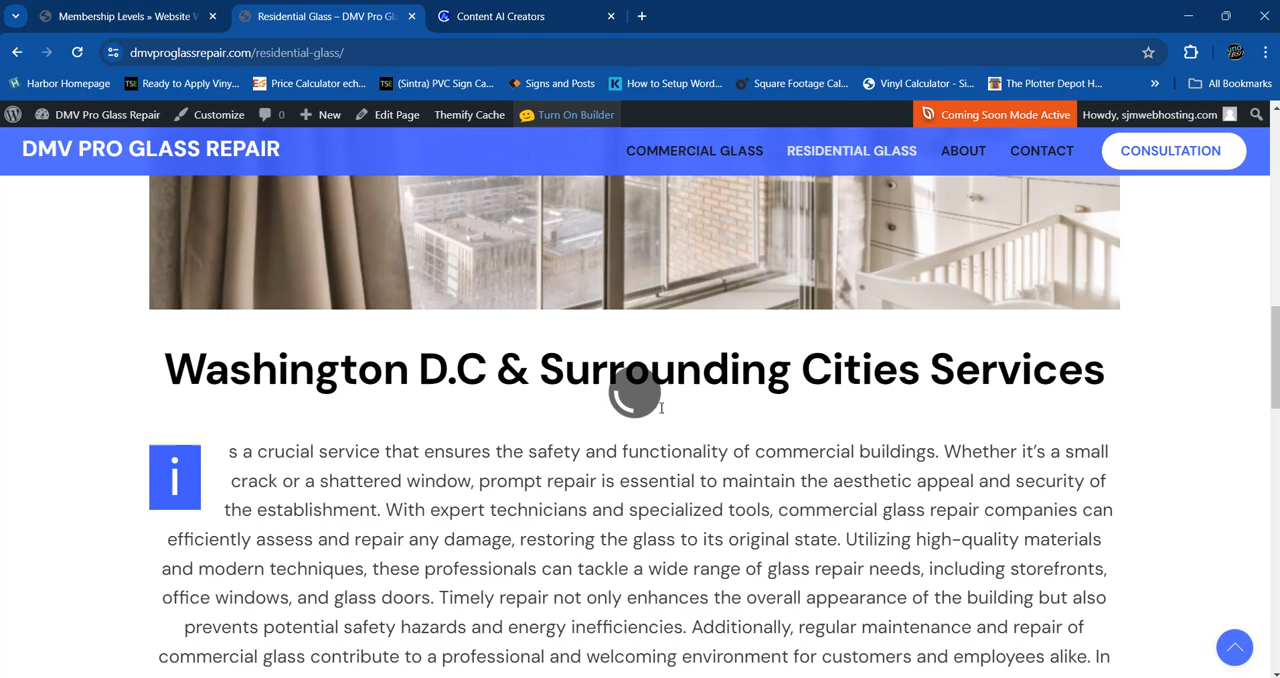 Membership Levels » Website W
Residential Glass – DMV Pro Gl
Content AI Creators
dmvproglassrepair.com/residential-glass/
Harbor Homepage
Ready to Apply Viny...
Price Calculator ech...
(Sintra) PVC Sign Ca...
Signs and Posts
How to Setup Word...
Square Footage Cal...
Vinyl Calculator - Si...
The Plotter Depot H...
»
All Bookmarks
DMV Pro Glass Repair
Customize
0
New
Edit Page
Themify Cache
Turn On Builder
Coming Soon Mode Active
Howdy, sjmwebhosting.com
DMV PRO GLASS REPAIR
COMMERCIAL GLASS
RESIDENTIAL GLASS
ABOUT
CONTACT
CONSULTATION
Washington D.C & Surrounding Cities Services
i s a crucial service that ensures the safety and functionality of commercial buildings. Whether it’s a small
crack or a shattered window, prompt repair is essential to maintain the aesthetic appeal and security of
the establishment. With expert technicians and specialized tools, commercial glass repair companies can
efficiently assess and repair any damage, restoring the glass to its original state. Utilizing high-quality materials
and modern techniques, these professionals can tackle a wide range of glass repair needs, including storefronts,
office windows, and glass doors. Timely repair not only enhances the overall appearance of the building but also
prevents potential safety hazards and energy inefficiencies. Additionally, regular maintenance and repair of
commercial glass contribute to a professional and welcoming environment for customers and employees alike. In